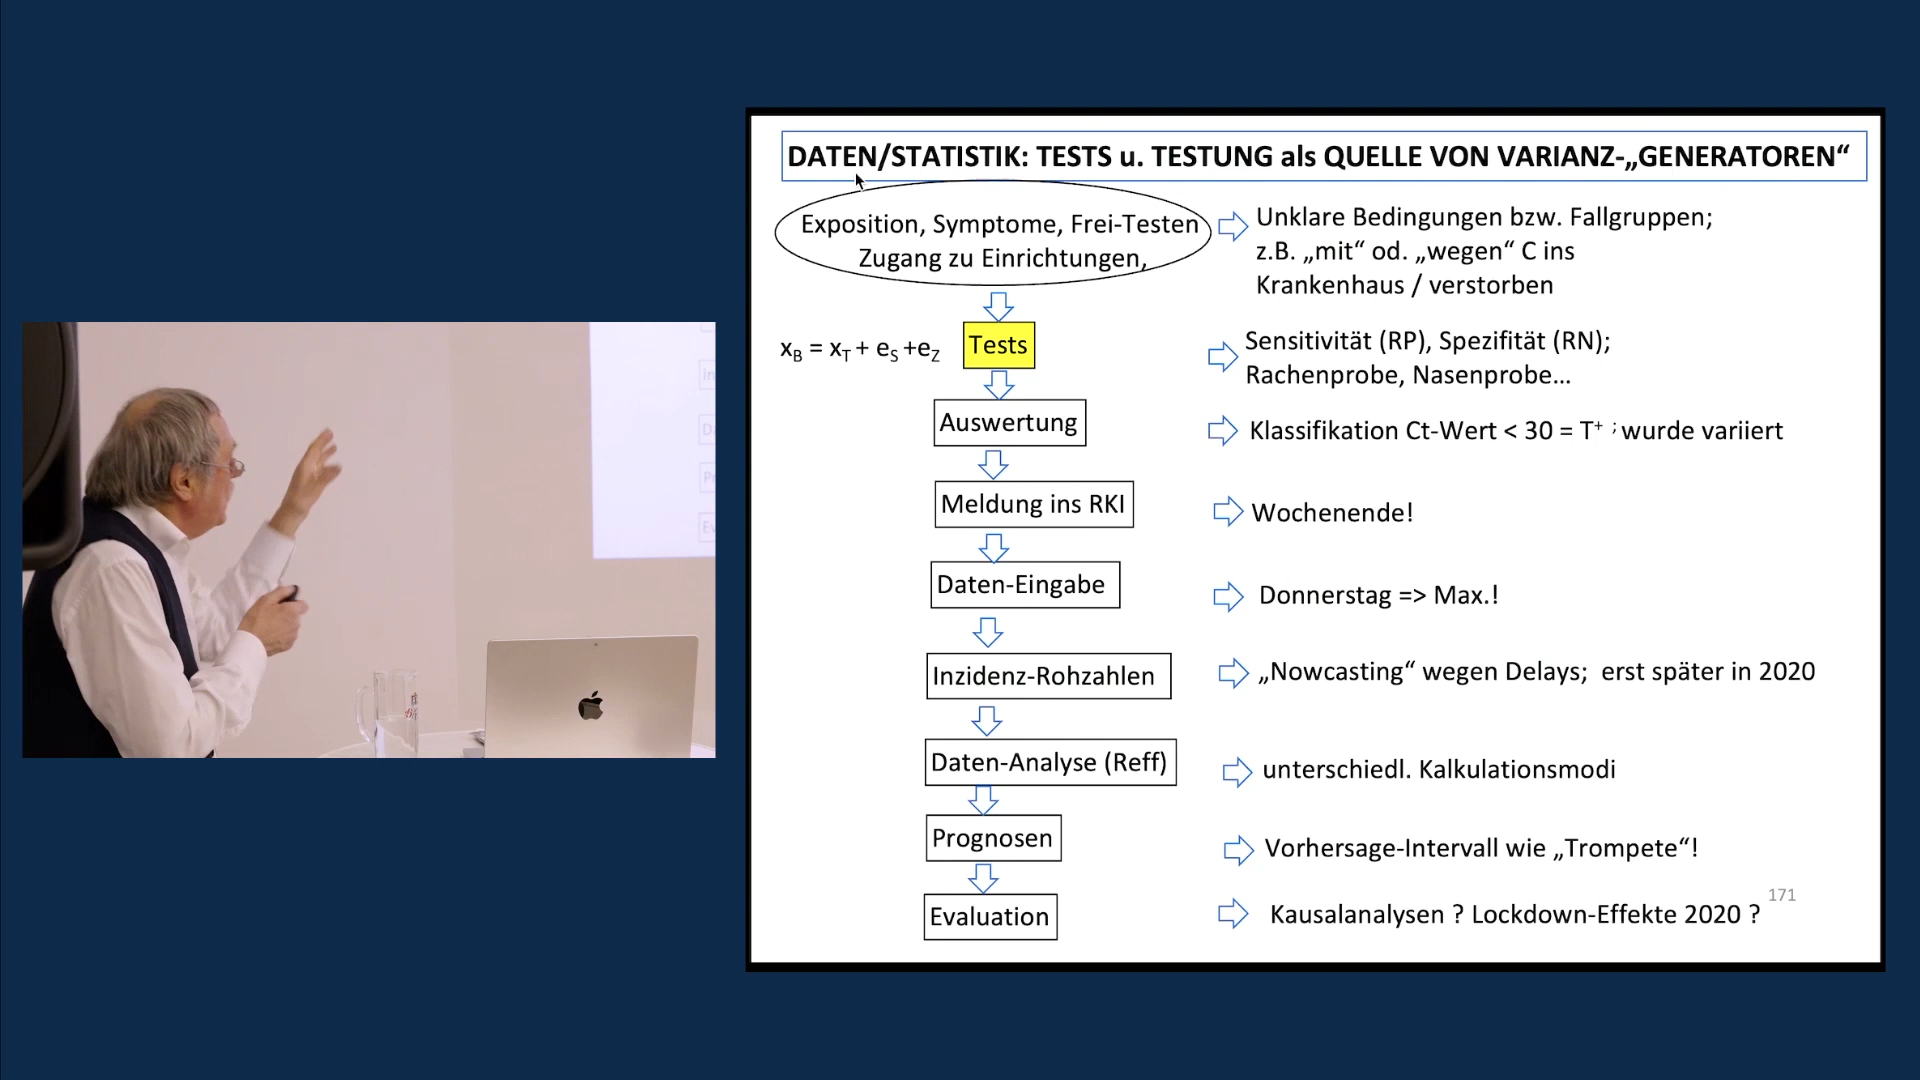 DATEN/STATISTIK: TESTS u. TESTUNG als QUELLE VON VARIANZ-„GENERATOREN“
Exposition, Symptome, Frei-Testen
Zugang zu Einrichtungen,
Unklare Bedingungen bzw. Fallgruppen;
z.B. „mit“ od. „wegen“ C ins
Krankenhaus / verstorben
xB = xT + eS +eZ
Tests
Sensitivität (RP), Spezifität (RN);
Rachenprobe, Nasenprobe...
Auswertung
Klassifikation Ct-Wert < 30 = T+ ; wurde variiert
Meldung ins RKI
Wochenende!
Daten-Eingabe
Donnerstag => Max.!
Inzidenz-Rohzahlen
„Nowcasting“ wegen Delays; erst später in 2020
Daten-Analyse (Reff)
unterschiedl. Kalkulationsmodi
Prognosen
Vorhersage-Intervall wie „Trompete“!
Evaluation
Kausalanalysen ? Lockdown-Effekte 2020 ?
171